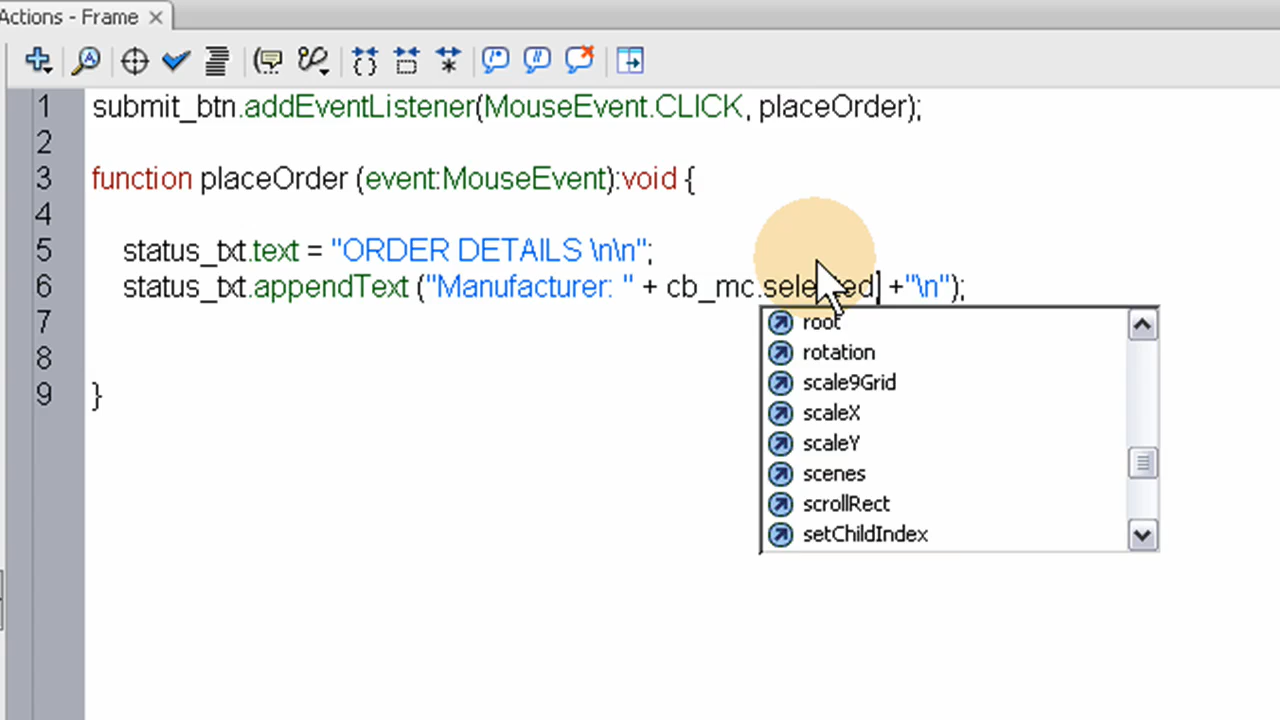 Actions - Frame
1 submit_btn.addEventListener(MouseEvent.CLICK, placeOrder);
2
3 function placeOrder (event:MouseEvent):void {
4
5 status_txt.text = "ORDER DETAILS \n\n";
6 status_txt.appendText ("Manufacturer: " + cb_mc.selected +"\n");
7
8
9 }
root
rotation
scale9Grid
scaleX
scaleY
scenes
scrollRect
setChildIndex